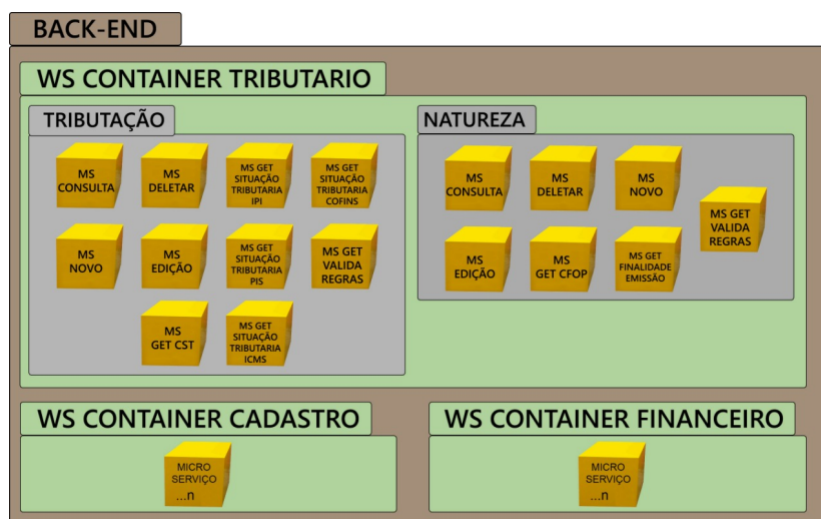 BACK-END
WS CONTAINER TRIBUTARIO
TRIBUTAÇÃO
MS
CONSULTA
MS
DELETAR
MS GET
SITUAÇÃO
TRIBUTARIA
IPI
MS GET
SITUAÇÃO
TRIBUTARIA
COFINS
MS
NOVO
MS
EDIÇÃO
MS GET
SITUAÇÃO
TRIBUTARIA
PIS
MS GET
VALIDA
REGRAS
MS
GET CST
MS GET
SITUAÇÃO
TRIBUTARIA
ICMS
NATUREZA
MS
CONSULTA
MS
DELETAR
MS
NOVO
MS GET
VALIDA
REGRAS
MS
EDIÇÃO
MS
GET CFOP
MS GET
FINALIDADE
EMISSÃO
WS CONTAINER CADASTRO
MICRO
SERVIÇO
...n
WS CONTAINER FINANCEIRO
MICRO
SERVIÇO
...n